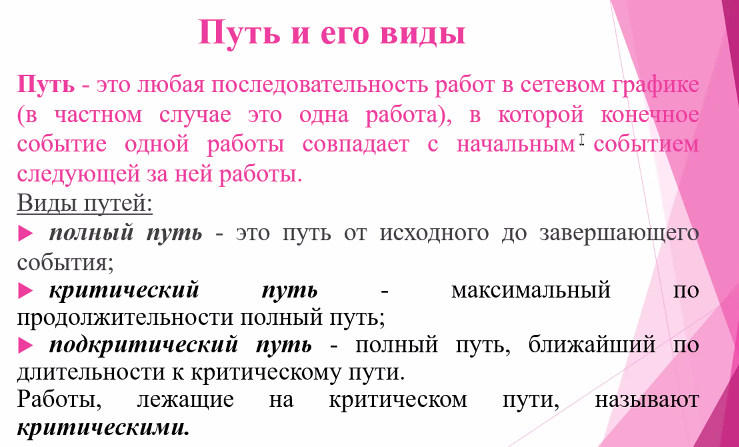 Путь и его виды
Путь - это любая последовательность работ в сетевом графике
(в частном случае это одна работа), в которой конечное
событие одной работы совпадает с начальным событием
следующей за ней работы.
Виды путей:
полный путь - это путь от исходного до завершающего
события;
критический путь - максимальный по
продолжительности полный путь;
подкритический путь - полный путь, ближайший по
длительности к критическому пути.
Работы, лежащие на критическом пути, называют
критическими.